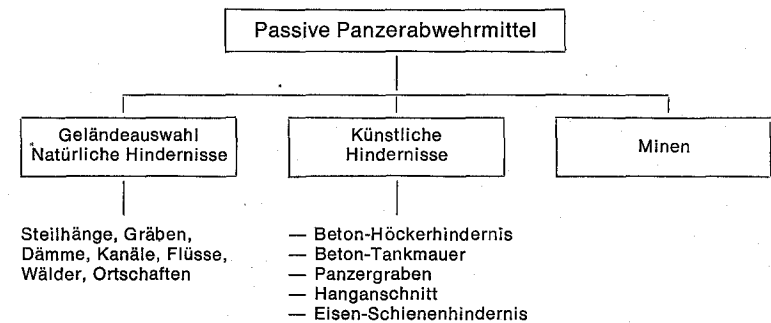 Passive Panzerabwehrmittel
Geländeauswahl
Natürliche Hindernisse
Künstliche
Hindernisse
Minen
Steilhänge, Gräben,
Dämme, Kanäle, Flüsse,
Wälder, Ortschaften
— Beton-Höckerhindernis
— Beton-Tankmauer
— Panzergraben
— Hanganschnitt
— Eisen-Schienenhindernis